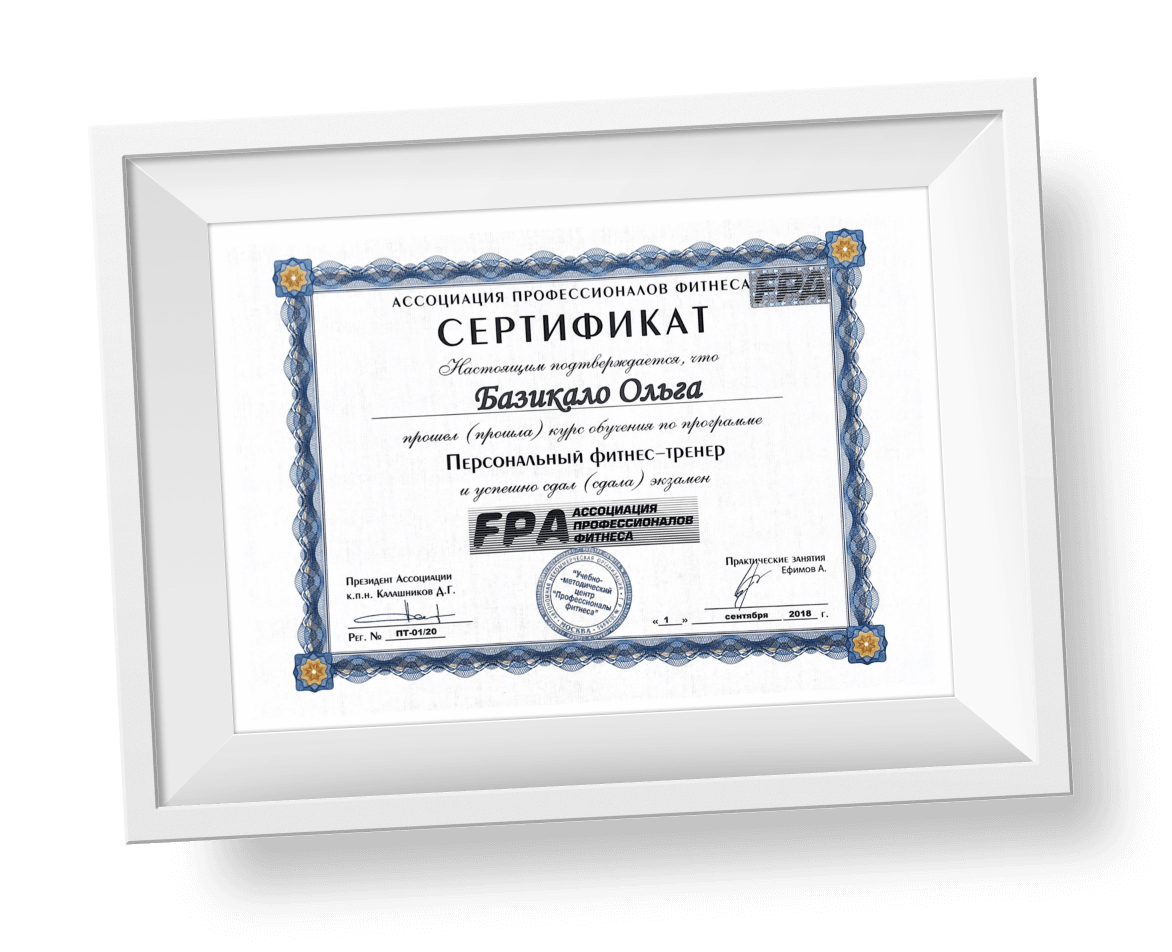 АССОЦИАЦИЯ ПРОФЕССИОНАЛОВ ФИТНЕСА
FPA
СЕРТИФИКАТ
Настоящим подтверждается, что
Базикало Ольга
прошел (прошла) курс обучения по программе
Персональный фитнес-тренер
и успешно сдал (сдала) экзамен
FPA АССОЦИАЦИЯ
ПРОФЕССИОНАЛОВ
ФИТНЕСА
Президент Ассоциации
к.п.н. Калашников Д.Г.
Рег. № ПТ-01/20
"Учебно-
-методический
центр
"Профессионалы
фитнеса"
МОСКВА
Практические занятия
Ефимов А.
« 1 » сентября 2018 г.